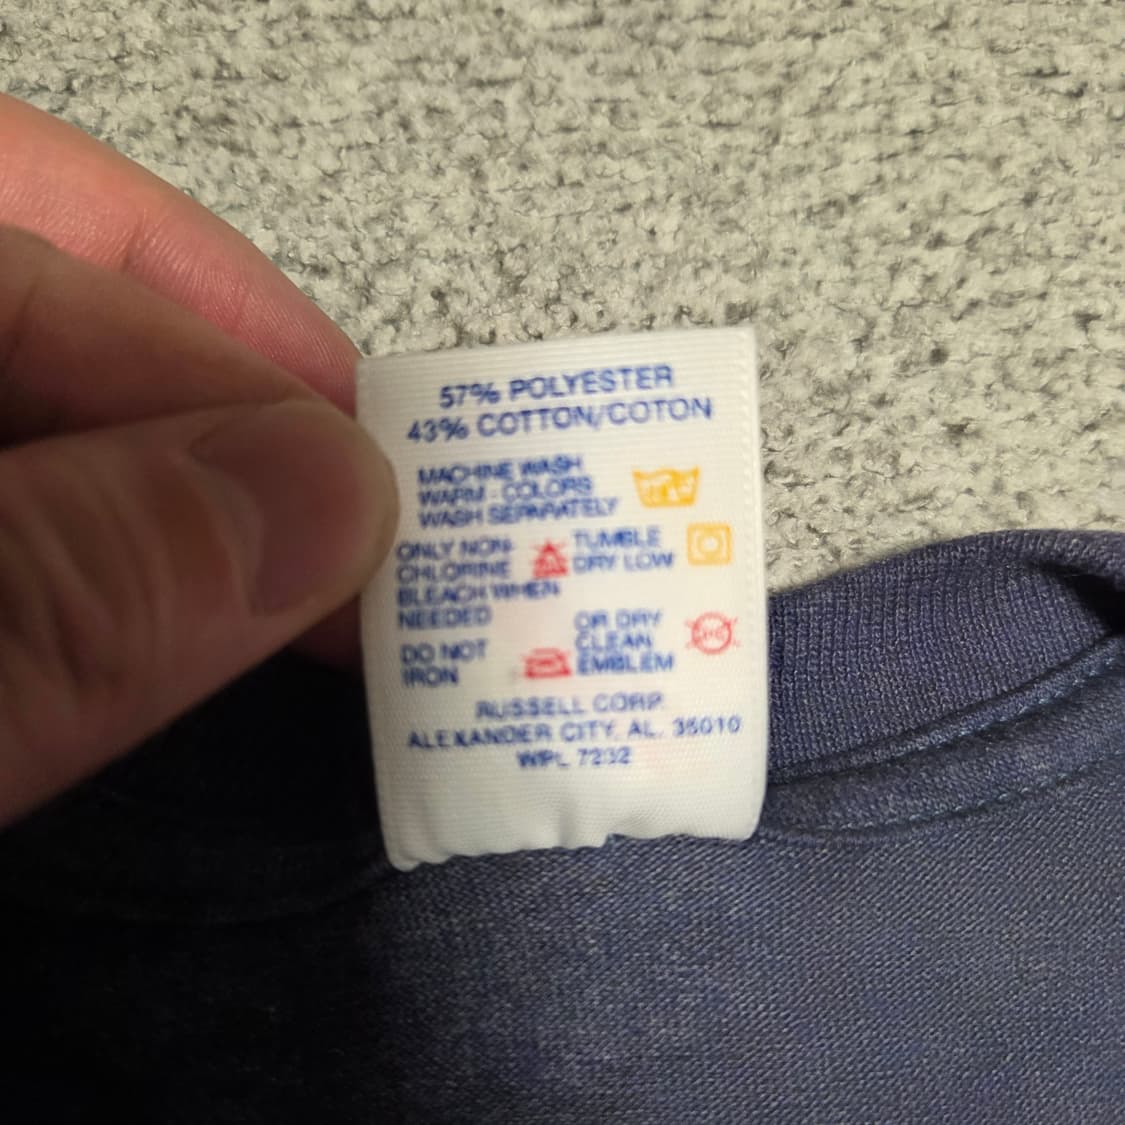 57% POLYESTER
43% COTTON/COTON
MACHINE WASH
WARM - COLORS
WASH SEPARATELY
ONLY NON-
CHLORINE
BLEACH WHEN
NEEDED
TUMBLE
DRY LOW
DO NOT
IRON
OR DRY
CLEAN
EMBLEM
RUSSELL CORP.
ALEXANDER CITY, AL. 35010
WPL 7232